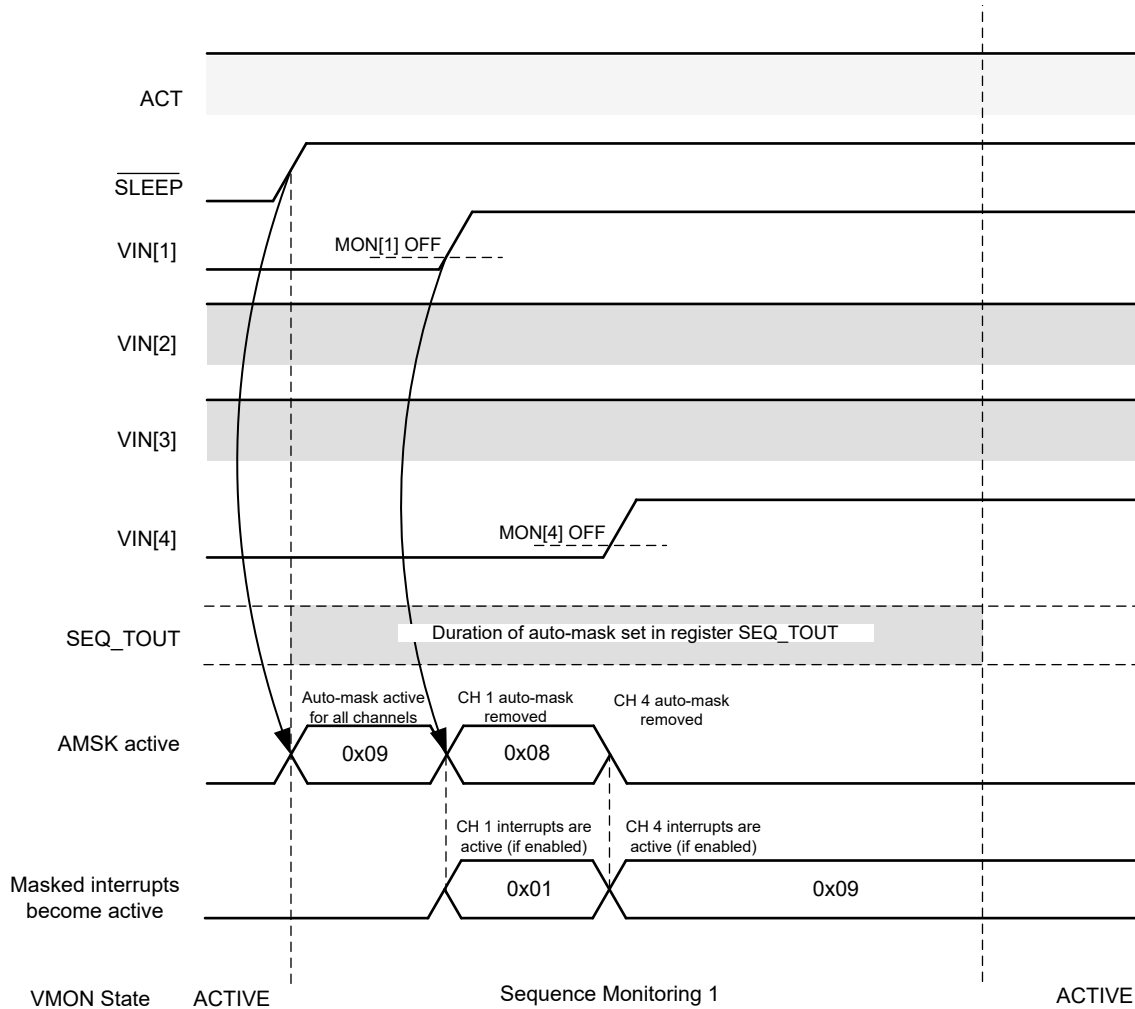 ACT
SLEEP
MON[1] OFF
VIN[1]
VIN[2]
VIN[3]
MON[4] OFF
VIN[4]
SEQ_TOUT
Duration of auto-mask set in register SEQ_TOUT
Auto-mask active
for all channels
CH 1 auto-mask
removed
CH 4 auto-mask
removed
AMSK active
0x09
0x08
CH 1 interrupts are
active (if enabled)
CH 4 interrupts are
active (if enabled)
Masked interrupts
become active
0x01
0x09
VMON State
ACTIVE
Sequence Monitoring 1
ACTIVE